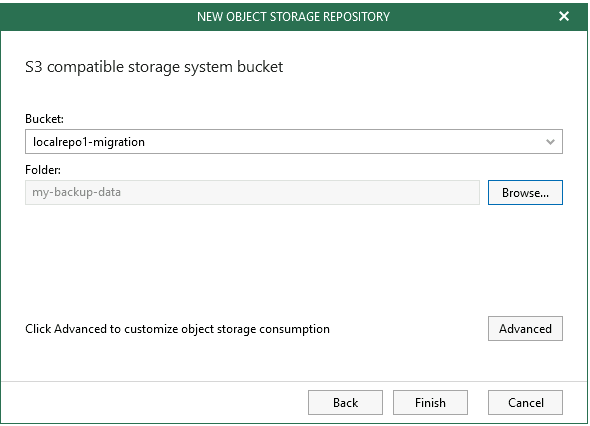 NEW OBJECT STORAGE REPOSITORY
S3 compatible storage system bucket
Bucket:
localrepo1-migration
Folder:
my-backup-data
Browse...
Click Advanced to customize object storage consumption
Advanced
Back
Finish
Cancel